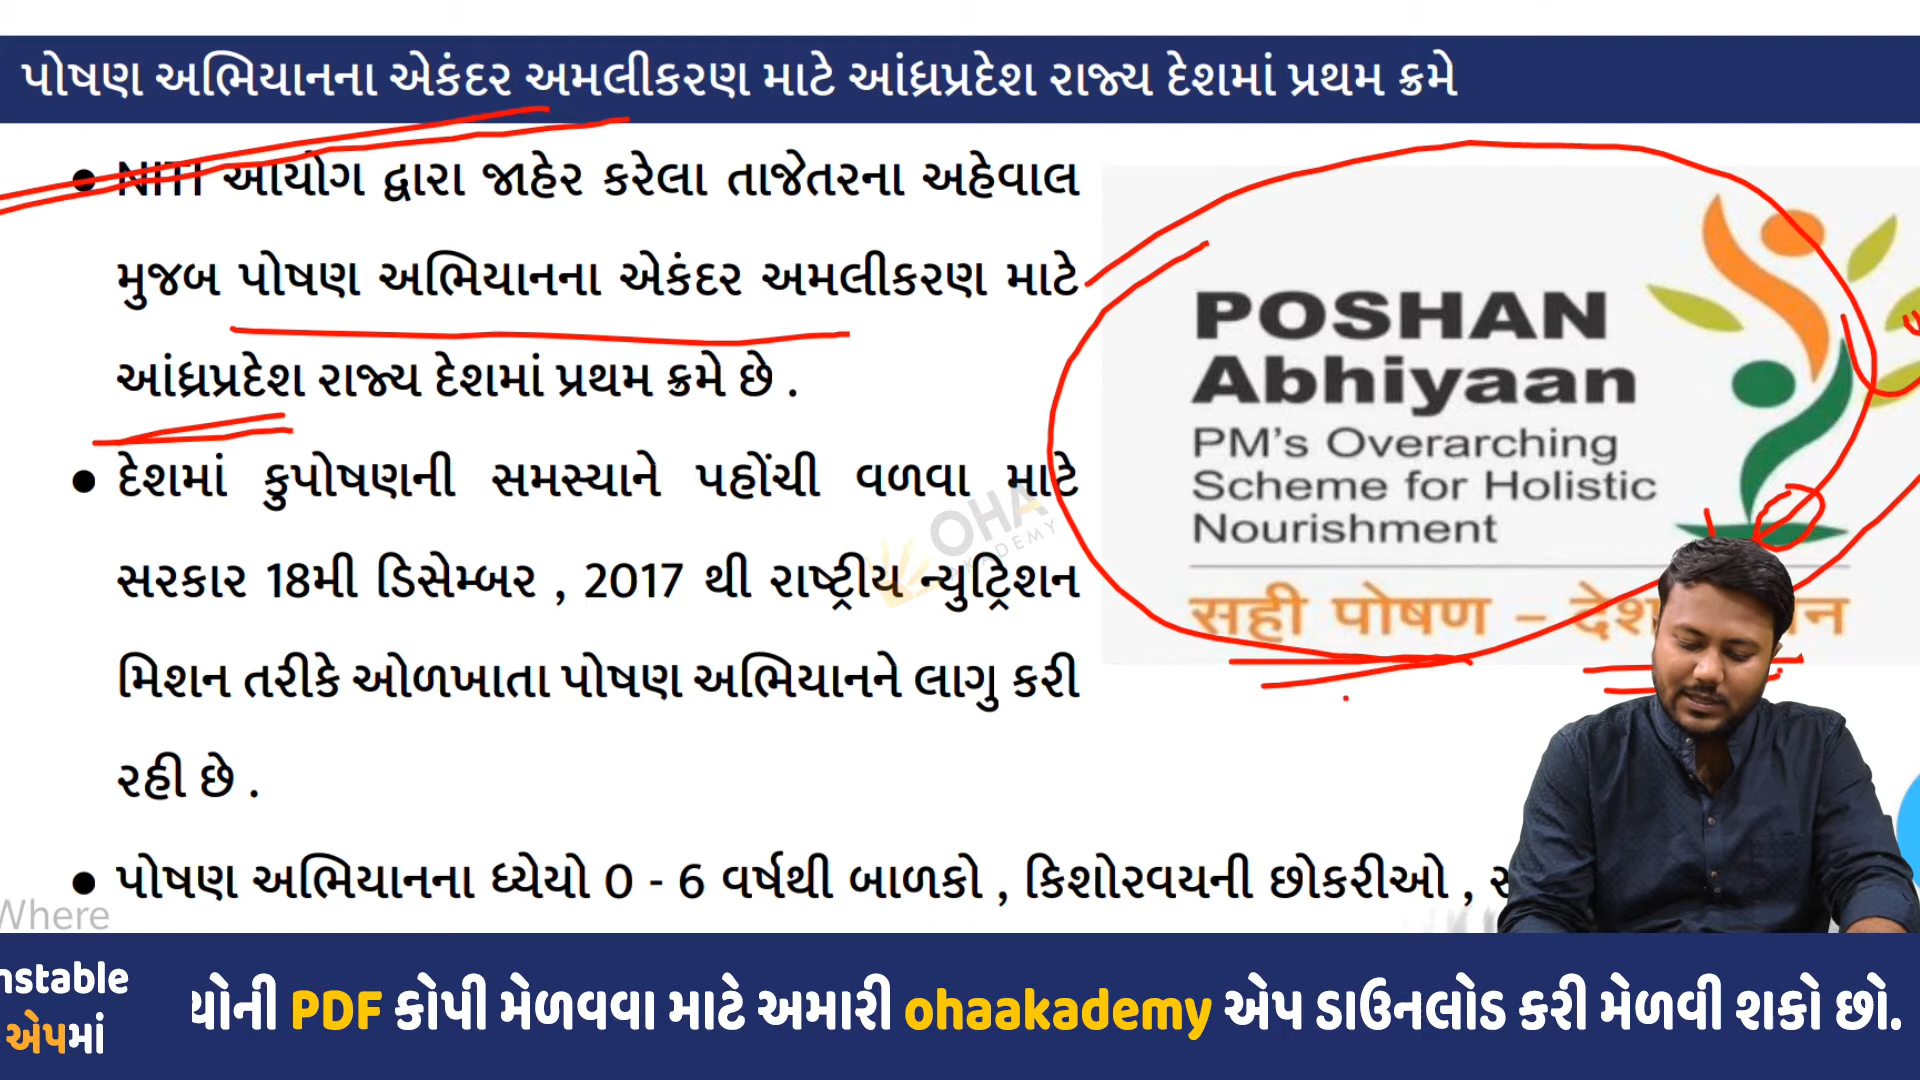 પોષણ અભિયાનના એકંદર અમલીકરણ માટે આંધ્રપ્રદેશ રાજ્ય દેશમાં પ્રથમ ક્રમે
● NITI આયોગ દ્વારા જાહેર કરેલા તાજેતરના અહેવાલ
મુજબ પોષણ અભિયાનના એકંદર અમલીકરણ માટે
આંધ્રપ્રદેશ રાજ્ય દેશમાં પ્રથમ ક્રમે છે .
● દેશમાં કુપોષણની સમસ્યાને પહોંચી વળવા માટે
સરકાર 18મી ડિસેમ્બર , 2017 થી રાષ્ટ્રીય ન્યુટ્રિશન
મિશન તરીકે ઓળખાતા પોષણ અભિયાનને લાગુ કરી
રહી છે .
● પોષણ અભિયાનના ધ્યેયો 0 - 6 વર્ષથી બાળકો , કિશોરવયની છોકરીઓ ,
POSHAN
Abhiyaan
PM's Overarching
Scheme for Holistic
Nourishment
सही पोषण –
OHA
Where
nstable
એપમાં
યોની PDF કોપી મેળવવા માટે અમારી ohaakademy એપ ડાઉનલોડ કરી મેળવી શકો છો.